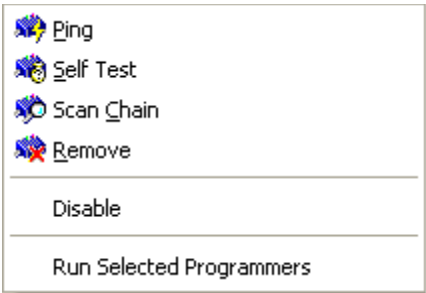 Ping
Self Test
Scan Chain
Remove
Disable
Run Selected Programmers